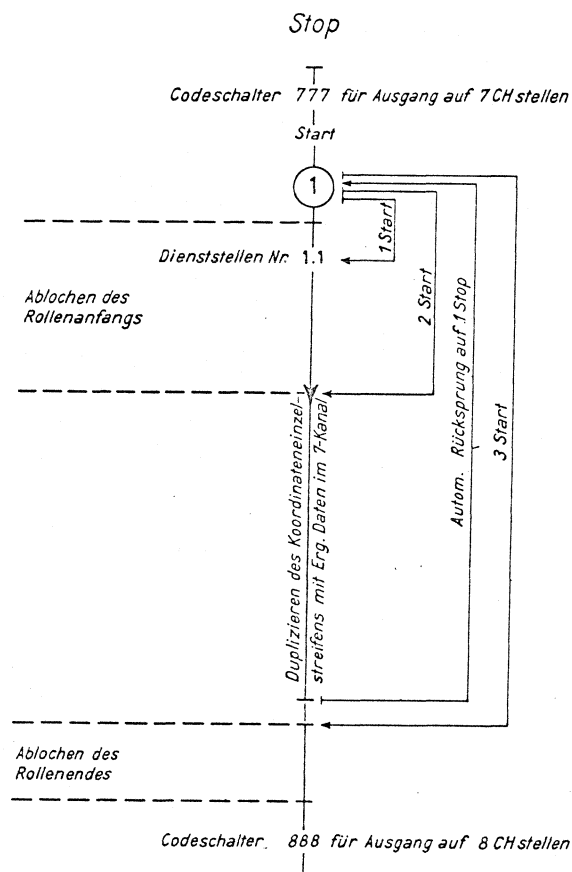 Stop
Codeschalter 777 für Ausgang auf 7 CH stellen
Start
1
Dienststellen Nr. 1.1
1 Start
Ablochen des
Rollenanfangs
2 Start
Autom. Rücksprung auf 1 Stop
3 Start
Duplizieren des Koordinateneinzel-
streifens mit Erg. Daten im 7-Kanal
Ablochen des
Rollenendes
Codeschalter. 888 für Ausgang auf 8 CH stellen